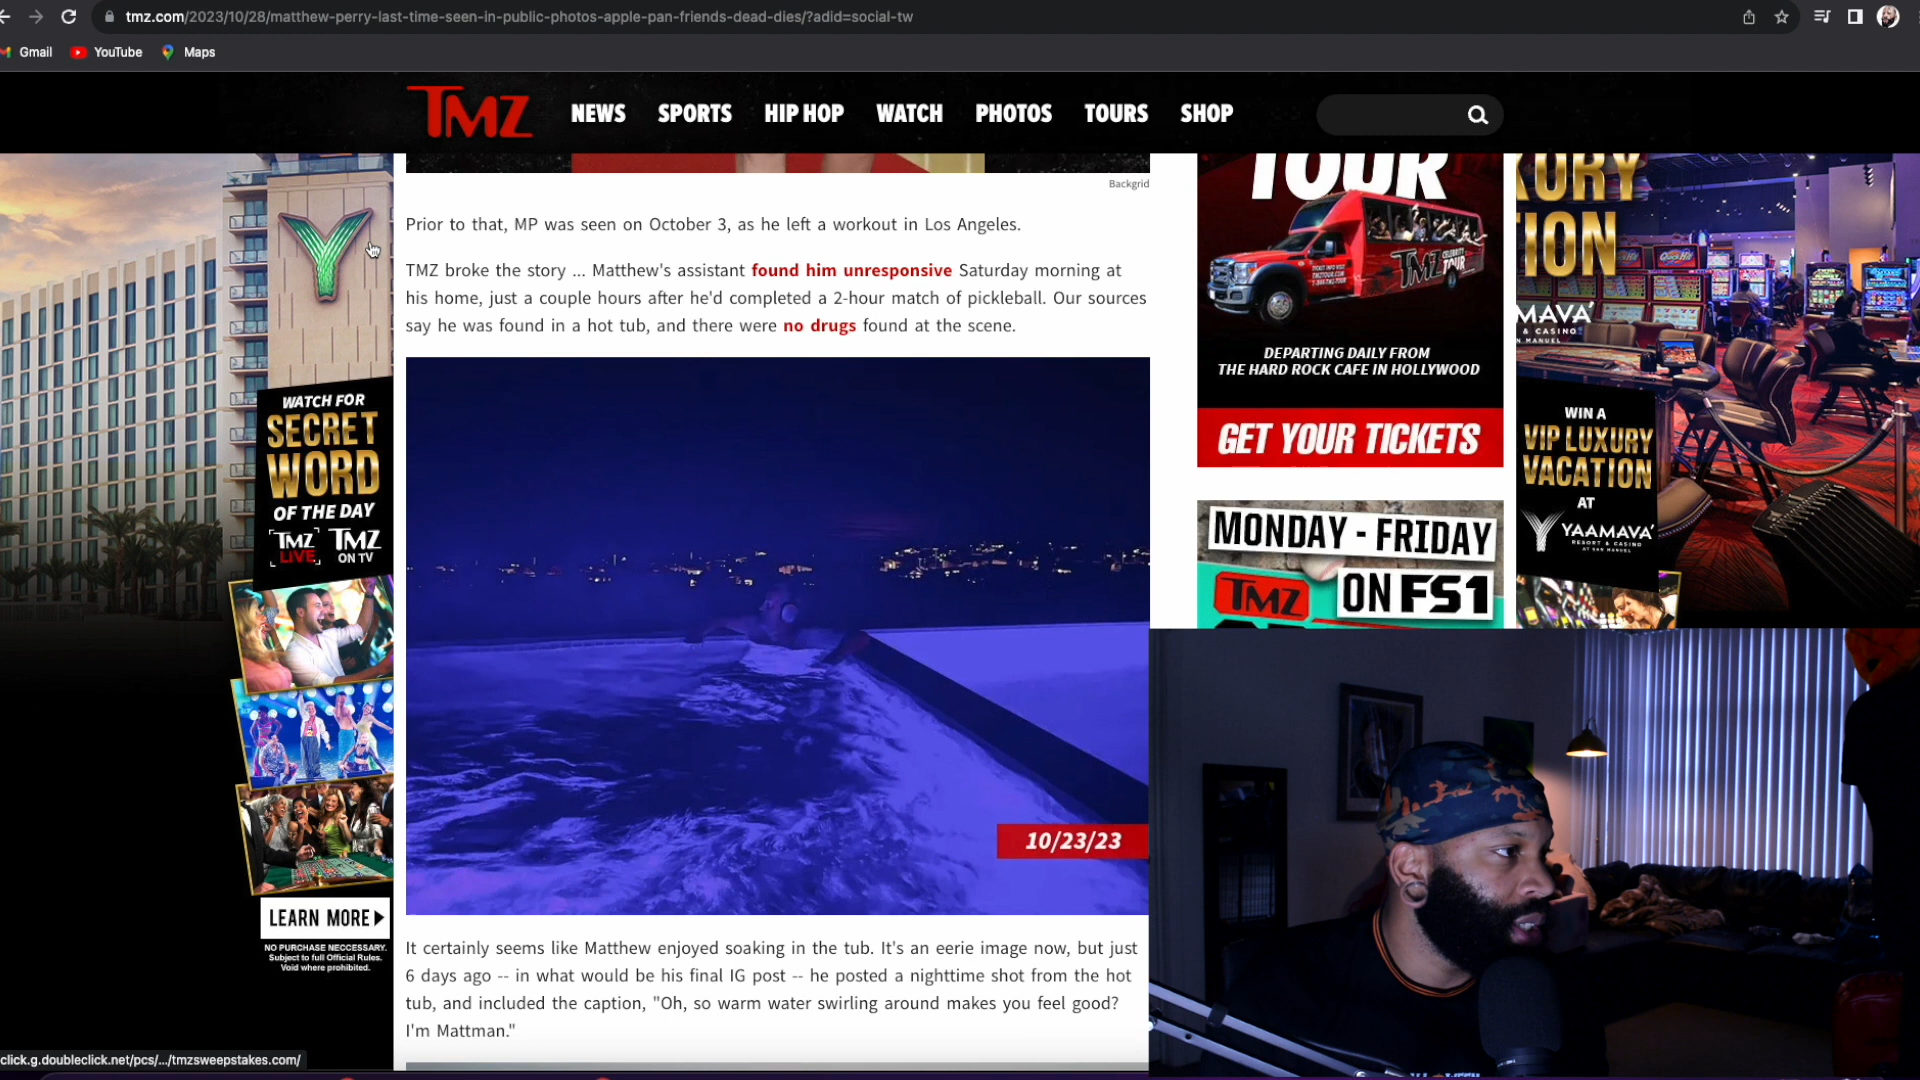 tmz.com/2023/10/28/matthew-perry-last-time-seen-in-public-photos-apple-pan-friends-dead-dies/?adid=social-tw
Gmail YouTube Maps
TMZ NEWS SPORTS HIP HOP WATCH PHOTOS TOURS SHOP
Backgrid
Prior to that, MP was seen on October 3, as he left a workout in Los Angeles.
TMZ broke the story ... Matthew's assistant found him unresponsive Saturday morning at
his home, just a couple hours after he'd completed a 2-hour match of pickleball. Our sources
say he was found in a hot tub, and there were no drugs found at the scene.
10/23/23
It certainly seems like Matthew enjoyed soaking in the tub. It's an eerie image now, but just
6 days ago -- in what would be his final IG post -- he posted a nighttime shot from the hot
tub, and included the caption, "Oh, so warm water swirling around makes you feel good?
I'm Mattman."
Y
WATCH FOR
SECRET
WORD
OF THE DAY
TMZ LIVE TMZ ON TV
LEARN MORE
NO PURCHASE NECCESSARY.
Subject to full Official Rules.
Void where prohibited.
TOUR
TMZ CELEBRITY TOUR
DEPARTING DAILY FROM
THE HARD ROCK CAFE IN HOLLYWOOD
GET YOUR TICKETS
MONDAY - FRIDAY
TMZ ON FS1
WIN A
VIP LUXURY
VACATION
AT
YAAMAVA'
RESORT & CASINO
AT SAN MANUEL
click.g.doubleclick.net/pcs/.../tmzsweepstakes.com/